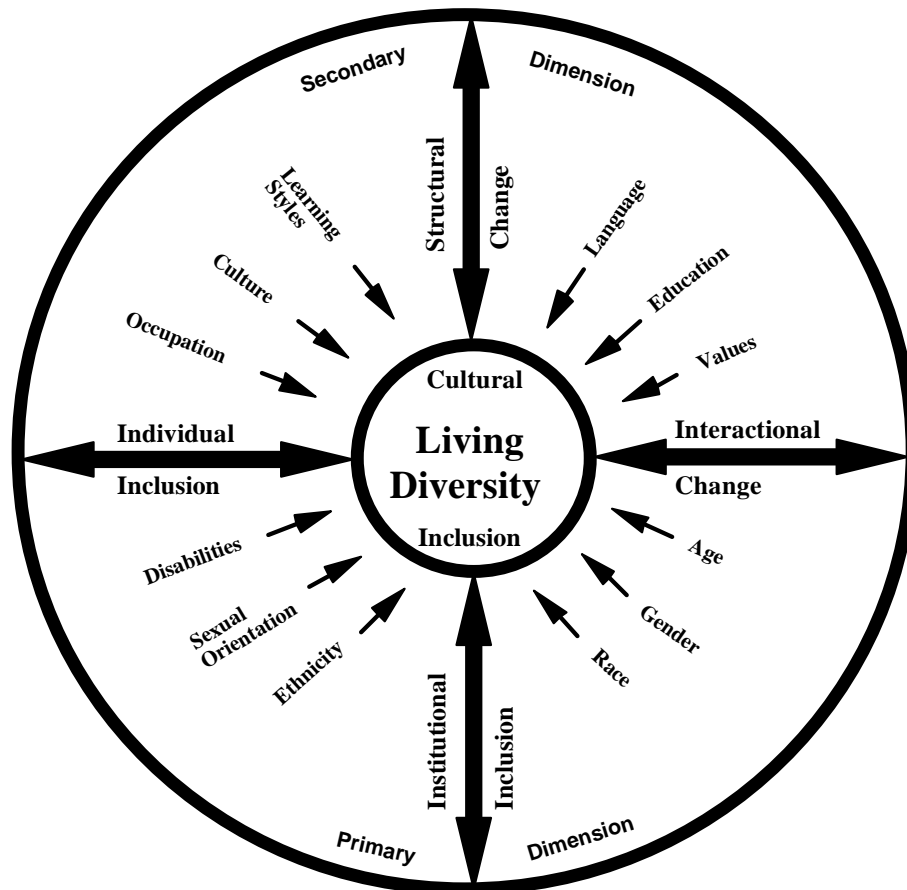 Secondary
Dimension
Structural
Change
Learning
Styles
Language
Culture
Education
Occupation
Values
Cultural
Individual
Inclusion
Living
Diversity
Interactional
Change
Inclusion
Disabilities
Age
Sexual
Orientation
Gender
Ethnicity
Race
Institutional
Inclusion
Primary
Dimension